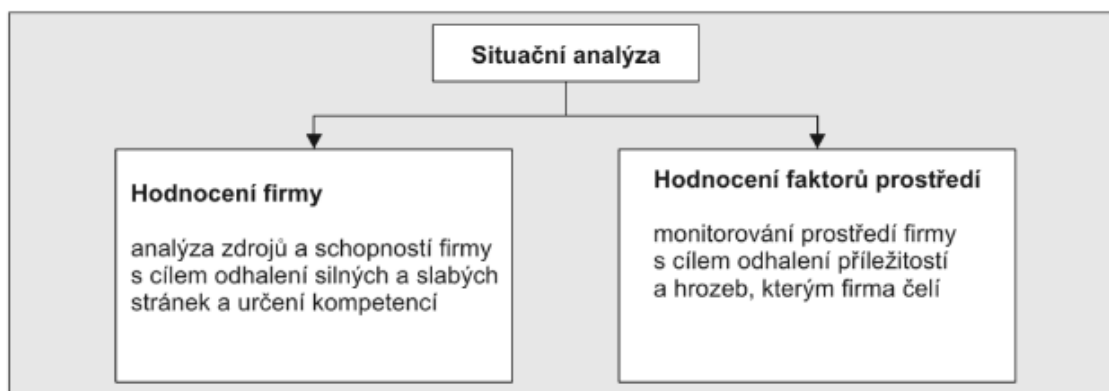 Situační analýza
Hodnocení firmy
analýza zdrojů a schopností firmy
s cílem odhalení silných a slabých
stránek a určení kompetencí
Hodnocení faktorů prostředí
monitorování prostředí firmy
s cílem odhalení příležitostí
a hrozeb, kterým firma čelí